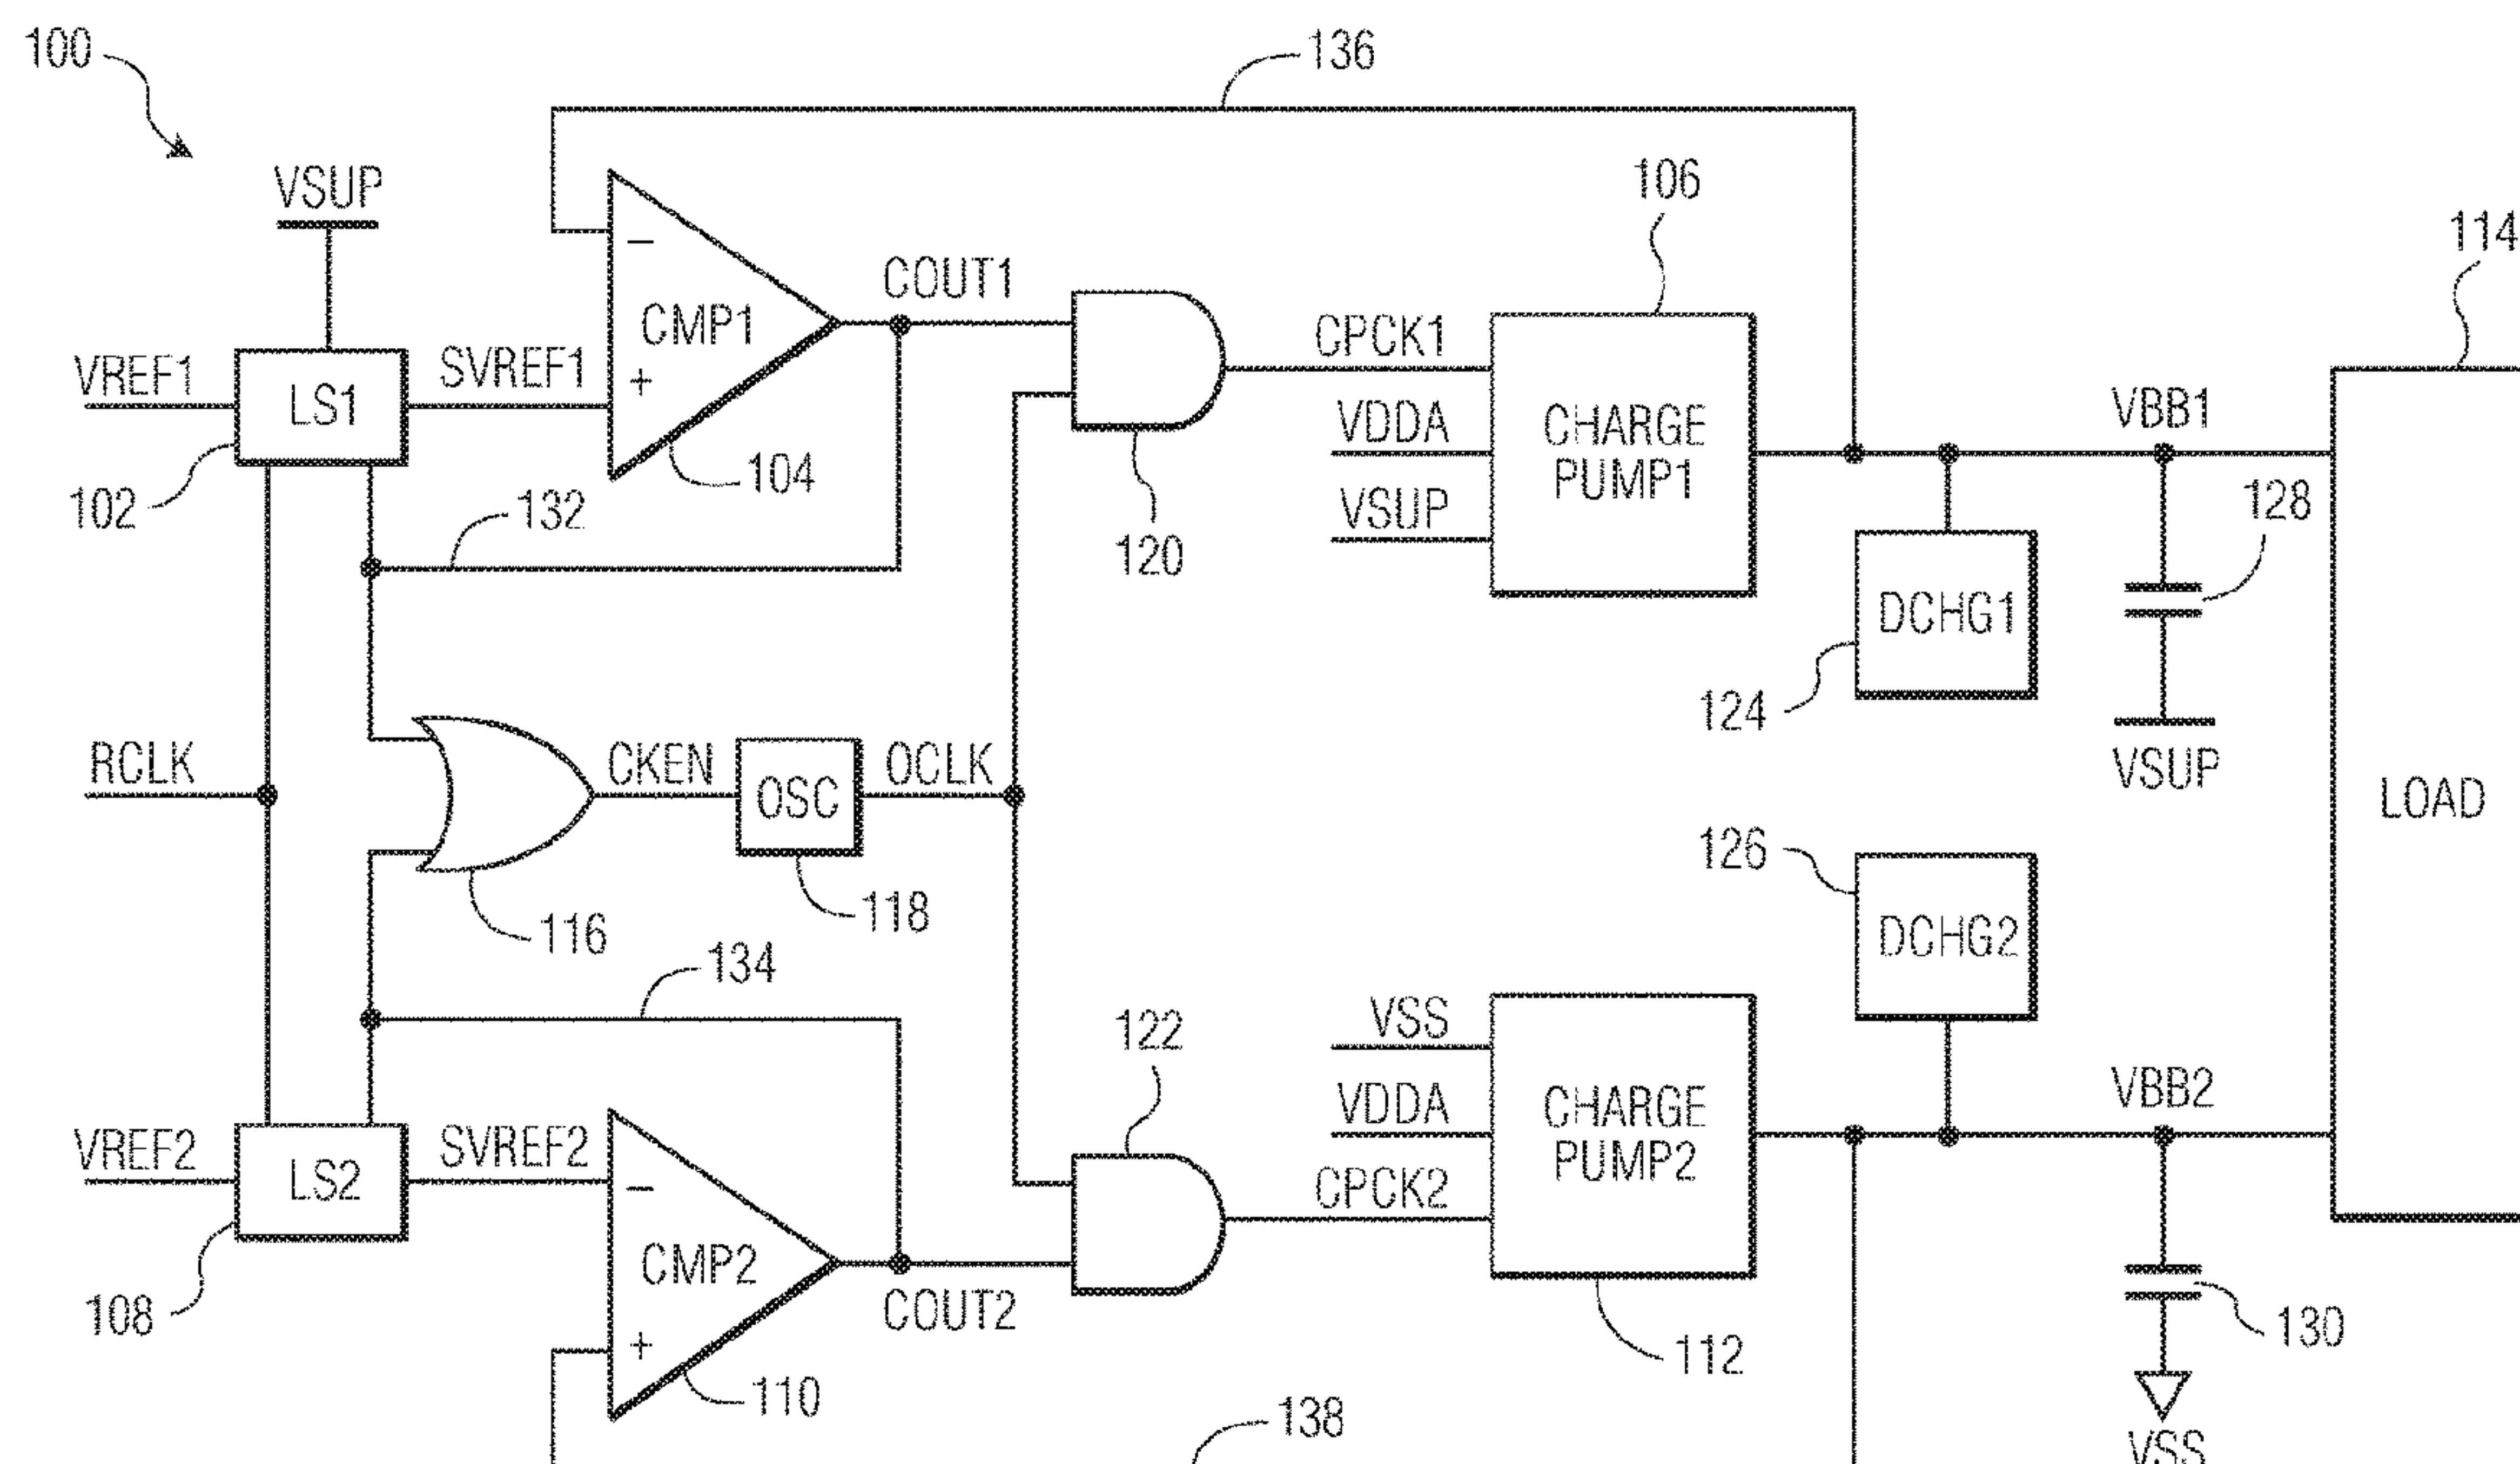 100
136
VSUP
106
114
COUT1
CMP1
−
+
CPCK1
VREF1
LS1
SVREF1
VDDA
CHARGE
PUMP1
VBB1
102
104
132
VSUP
120
128
DCHG1
124
VSUP
RCLK
CKEN
OSC
OCLK
LOAD
126
118
116
DCHG2
134
122
VSS
VREF2
LS2
SVREF2
VDDA
CHARGE
PUMP2
VBB2
−
CPCK2
CMP2
+
108
COUT2
112
130
110
138
VSS